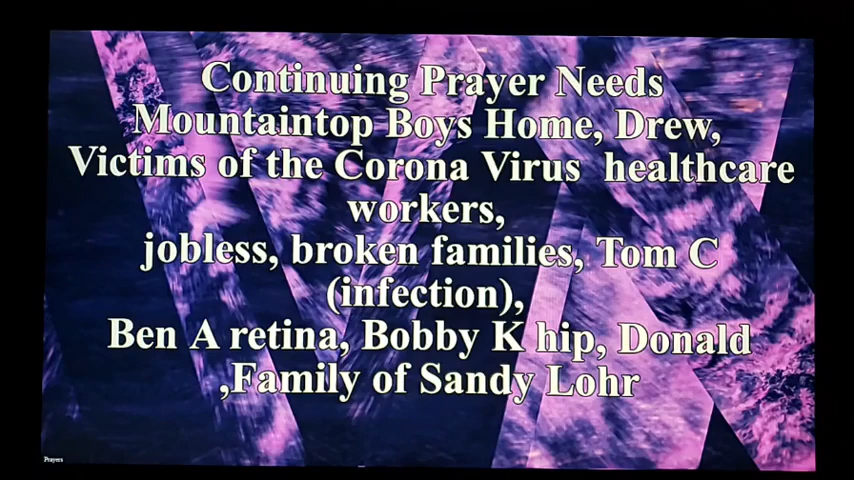 Continuing Prayer Needs
Mountaintop Boys Home, Drew,
Victims of the Corona Virus  healthcare
workers,
jobless, broken families, Tom C
(infection),
Ben A retina, Bobby K hip, Donald
,Family of Sandy Lohr
Prayers